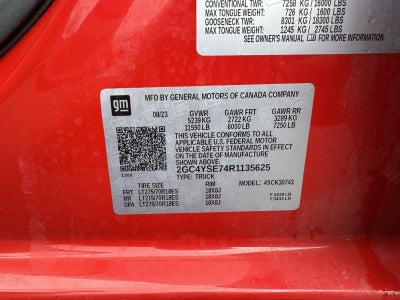 CONVENTIONAL TWR: 7258 KG/16000 LBS
MAX TONGUE WEIGHT: 726 KG / 1600 LBS
GOOSENECK TWR: 8301 KG/18300 LBS
MAX TONGUE WEIGHT: 1245 KG / 2745 LBS
SEE OWNER'S MANUAL FOR MORE INFORMATION
gm
MFD BY GENERAL MOTORS OF CANADA COMPANY
08/23 GVWR GAWR FRT GAWR RR
5239 KG 2722 KG 3289 KG
11550 LB 6000 LB 7250 LB
THIS VEHICLE CONFORMS TO ALL
APPLICABLE U.S. FEDERAL MOTOR
VEHICLE SAFETY STANDARDS IN
EFFECT ON THE DATE OF
MANUFACTURE SHOWN ABOVE.
2GC4YSE74R1135625
TYPE: TRUCK
TIRE SIZE RIM MODEL: 4SCK30743
FRT LT275/70R18ES 18X8J
RR LT275/70R18ES 18X8J
SPA LT275/70R18ES 18X8J